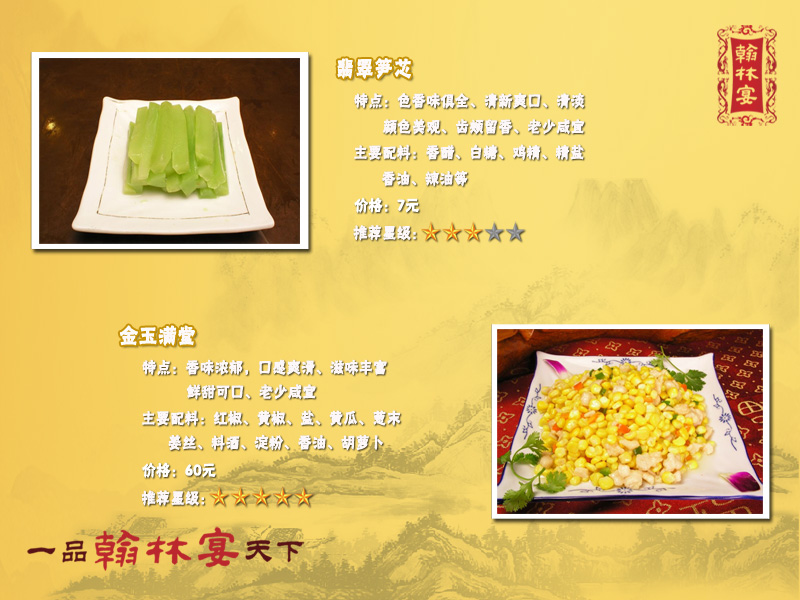 翡翠笋芯
特点：色香味俱全、清新爽口、清淡
颜色美观、齿颊留香、老少咸宜
主要配料：香醋、白糖、鸡精、精盐
香油、辣油等
价格：7元
推荐星级：
翰林宴
金玉满堂
特点：香味浓郁，口感爽滑、滋味丰富
鲜甜可口、老少咸宜
主要配料：红椒、黄椒、盐、黄瓜、葱末
姜丝、料酒、淀粉、香油、胡萝卜
价格：60元
推荐星级：
一品翰林宴天下